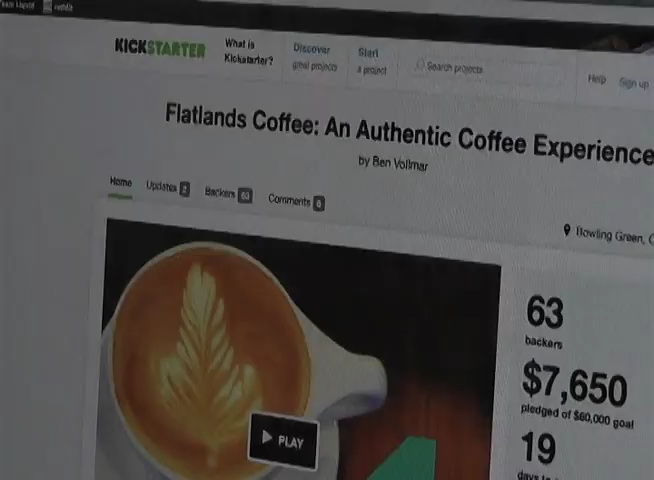 reddit
KICKSTARTER
What is
Kickstarter?
Discover
great projects
Start
a project
Search projects
Help
Sign up
Flatlands Coffee: An Authentic Coffee Experience
by Ben Vollmar
Home
Updates 2
Backers 63
Comments 0
Bowling Green,
63
backers
$7,650
pledged of $60,000 goal
19
PLAY